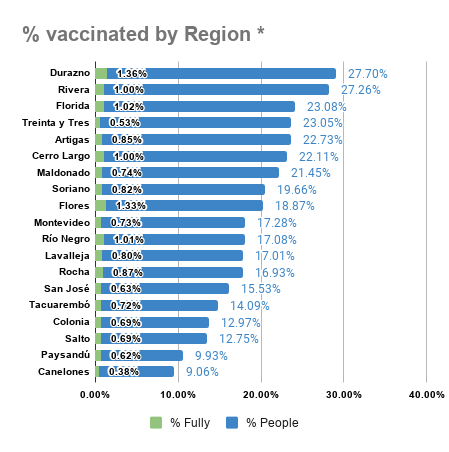 % vaccinated by Region *
Durazno 1.36% 27.70%
Rivera 1.00% 27.26%
Florida 1.02% 23.08%
Treinta y Tres 0.53% 23.05%
Artigas 0.85% 22.73%
Cerro Largo 1.00% 22.11%
Maldonado 0.74% 21.45%
Soriano 0.82% 19.66%
Flores 1.33% 18.87%
Montevideo 0.73% 17.28%
Río Negro 1.01% 17.08%
Lavalleja 0.80% 17.01%
Rocha 0.87% 16.93%
San José 0.63% 15.53%
Tacuarembó 0.72% 14.09%
Colonia 0.69% 12.97%
Salto 0.69% 12.75%
Paysandú 0.62% 9.93%
Canelones 0.38% 9.06%
0.00% 10.00% 20.00% 30.00% 40.00%
% Fully % People